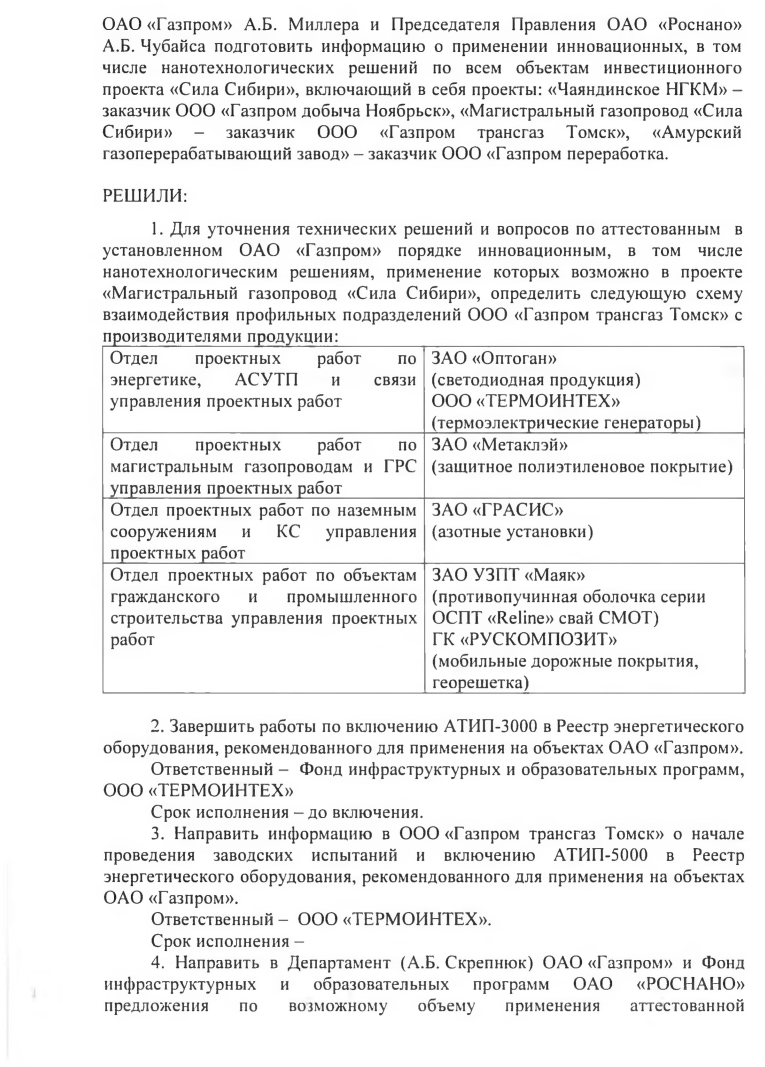 ОАО «Газпром» А.Б. Миллера и Председателя Правления ОАО «Роснано»
А.Б. Чубайса подготовить информацию о применении инновационных, в том
числе нанотехнологических решений по всем объектам инвестиционного
проекта «Сила Сибири», включающий в себя проекты: «Чаяндинское НГКМ» –
заказчик ООО «Газпром добыча Ноябрьск», «Магистральный газопровод «Сила
Сибири» – заказчик ООО «Газпром трансгаз Томск», «Амурский
газоперерабатывающий завод» – заказчик ООО «Газпром переработка.
РЕШИЛИ:
1. Для уточнения технических решений и вопросов по аттестованным в
установленном ОАО «Газпром» порядке инновационным, в том числе
нанотехнологическим решениям, применение которых возможно в проекте
«Магистральный газопровод «Сила Сибири», определить следующую схему
взаимодействия профильных подразделений ООО «Газпром трансгаз Томск» с
производителями продукции:
Отдел проектных работ по
энергетике, АСУТП и связи
управления проектных работ
ЗАО «Оптоган»
(светодиодная продукция)
ООО «ТЕРМОИНТЕХ»
(термоэлектрические генераторы)
Отдел проектных работ по
магистральным газопроводам и ГРС
управления проектных работ
ЗАО «Метаклэй»
(защитное полиэтиленовое покрытие)
Отдел проектных работ по наземным
сооружениям и КС управления
проектных работ
ЗАО «ГРАСИС»
(азотные установки)
Отдел проектных работ по объектам
гражданского и промышленного
строительства управления проектных
работ
ЗАО УЗПТ «Маяк»
(противопучинная оболочка серии
ОСПТ «Reline» свай СМОТ)
ГК «РУСКОМПОЗИТ»
(мобильные дорожные покрытия,
георешетка)
2. Завершить работы по включению АТИП-3000 в Реестр энергетического
оборудования, рекомендованного для применения на объектах ОАО «Газпром».
Ответственный – Фонд инфраструктурных и образовательных программ,
ООО «ТЕРМОИНТЕХ»
Срок исполнения – до включения.
3. Направить информацию в ООО «Газпром трансгаз Томск» о начале
проведения заводских испытаний и включению АТИП-5000 в Реестр
энергетического оборудования, рекомендованного для применения на объектах
ОАО «Газпром».
Ответственный – ООО «ТЕРМОИНТЕХ».
Срок исполнения –
4. Направить в Департамент (А.Б. Скрепнюк) ОАО «Газпром» и Фонд
инфраструктурных и образовательных программ ОАО «РОСНАНО»
предложения по возможному объему применения аттестованной